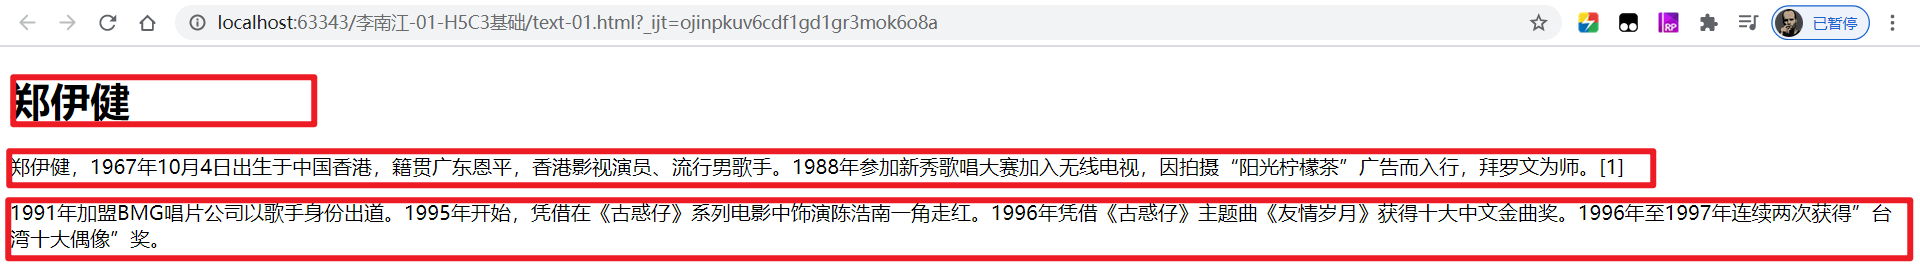 localhost:63343/李南江-01-H5C3基础/text-01.html?_ijt=ojinpkuv6cdf1gd1gr3mok6o8a
RP
已暂停
郑伊健
郑伊健，1967年10月4日出生于中国香港，籍贯广东恩平，香港影视演员、流行男歌手。1988年参加新秀歌唱大赛加入无线电视，因拍摄“阳光柠檬茶”广告而入行，拜罗文为师。[1]
1991年加盟BMG唱片公司以歌手身份出道。1995年开始，凭借在《古惑仔》系列电影中饰演陈浩南一角走红。1996年凭借《古惑仔》主题曲《友情岁月》获得十大中文金曲奖。1996年至1997年连续两次获得”台
湾十大偶像”奖。